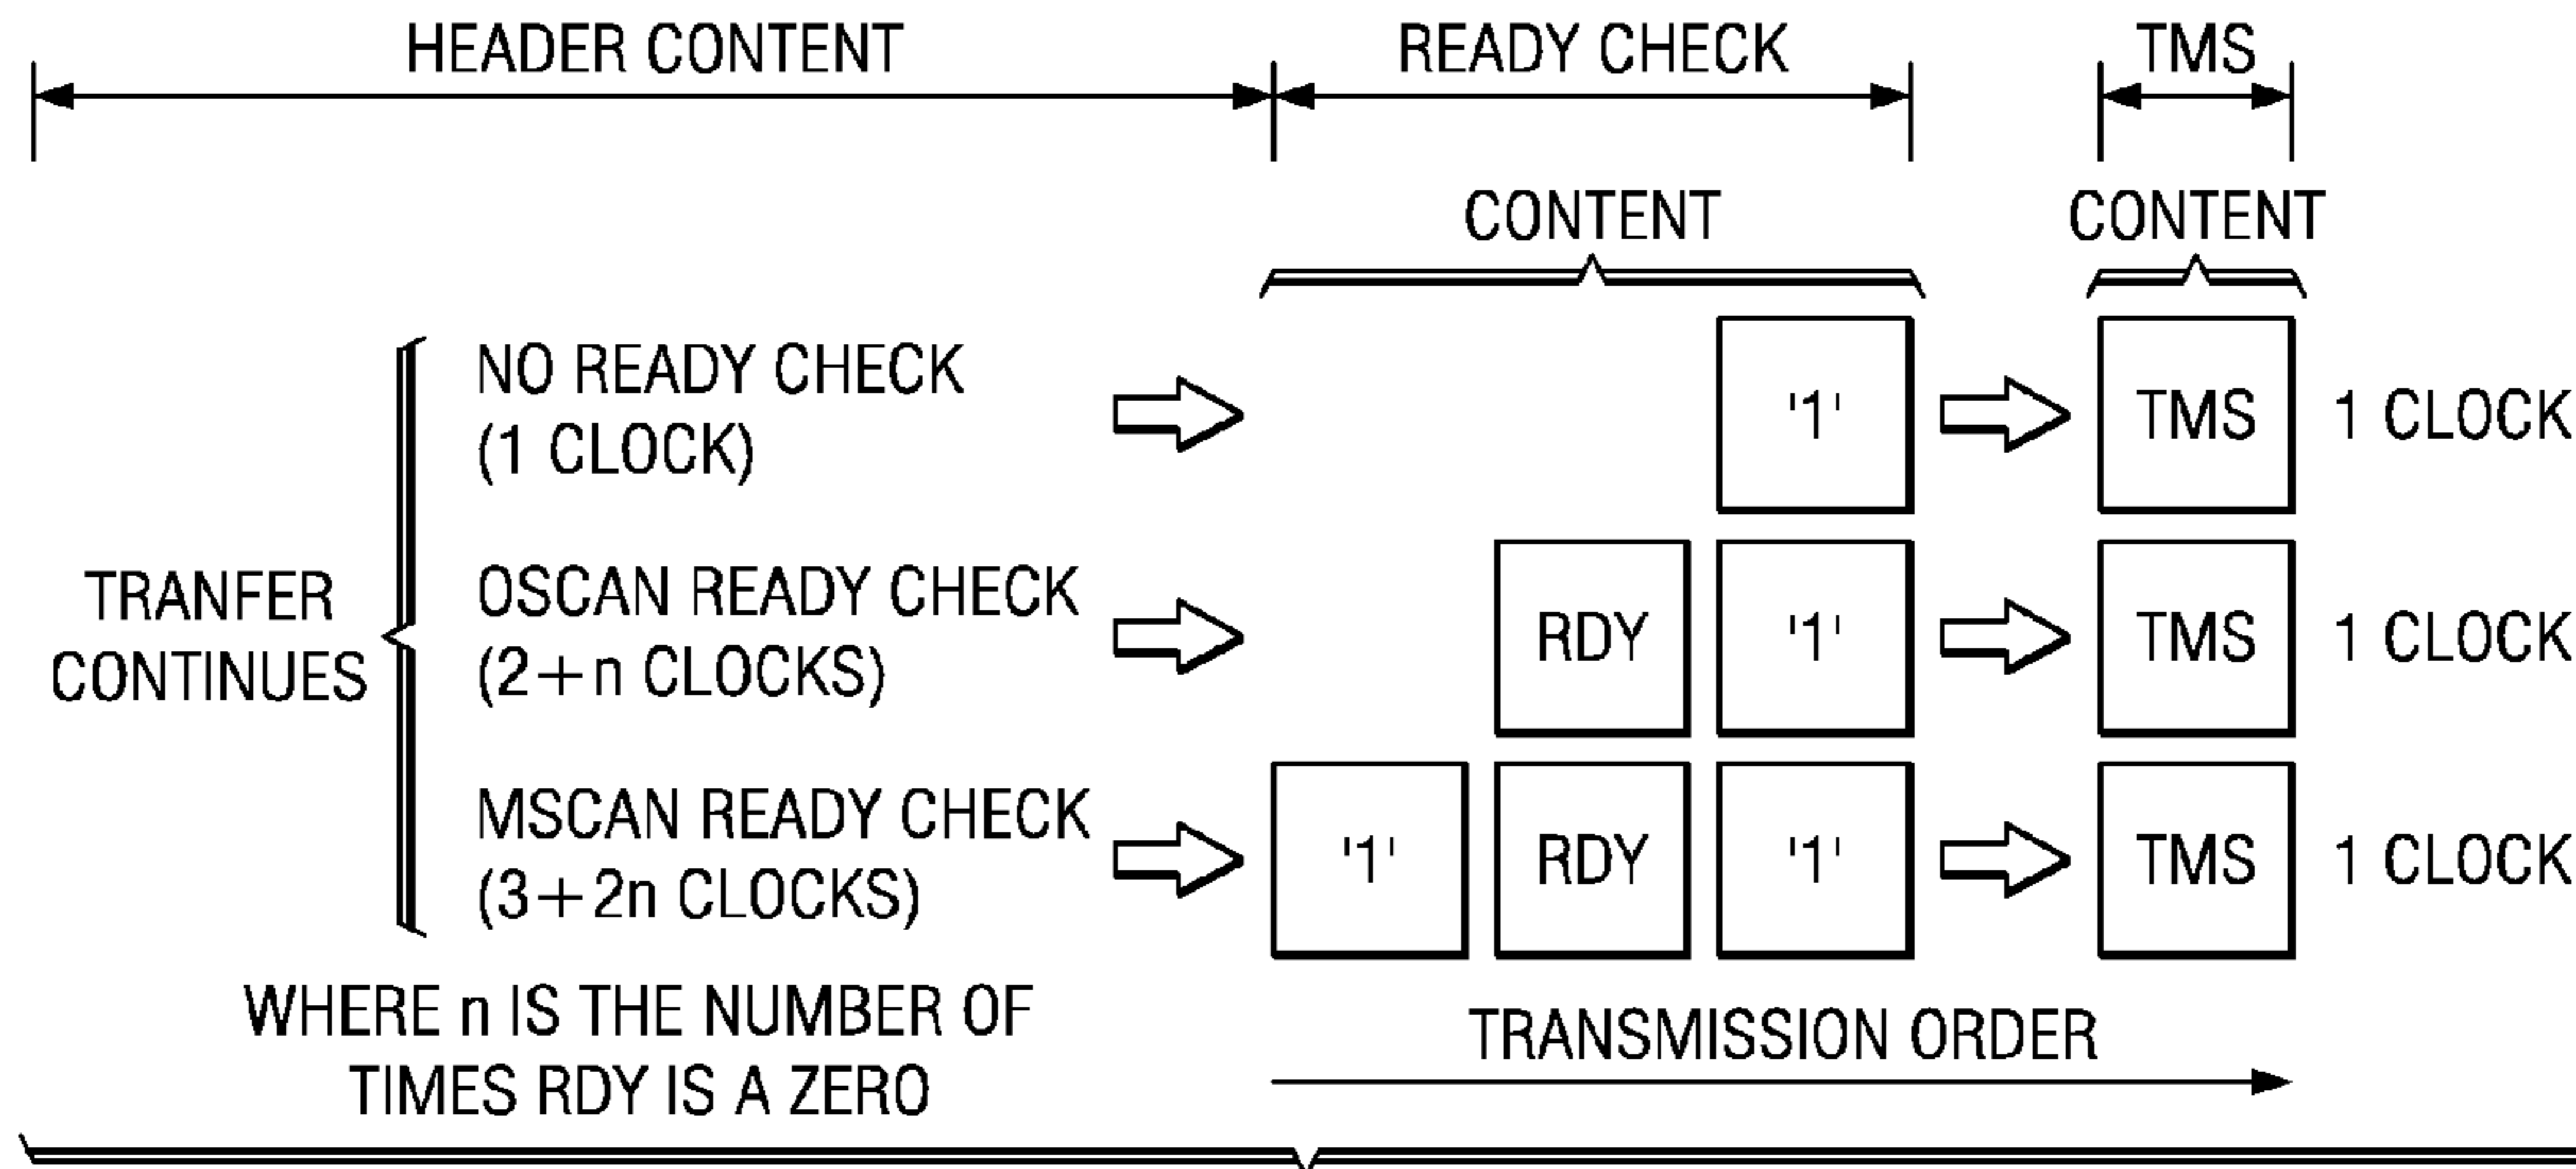 HEADER CONTENT
READY CHECK
TMS
CONTENT
CONTENT
NO READY CHECK
(1 CLOCK)
'1'
TMS
1 CLOCK
TRANFER
CONTINUES
OSCAN READY CHECK
(2+n CLOCKS)
RDY
'1'
TMS
1 CLOCK
MSCAN READY CHECK
(3+2n CLOCKS)
'1'
RDY
'1'
TMS
1 CLOCK
WHERE n IS THE NUMBER OF
TIMES RDY IS A ZERO
TRANSMISSION ORDER